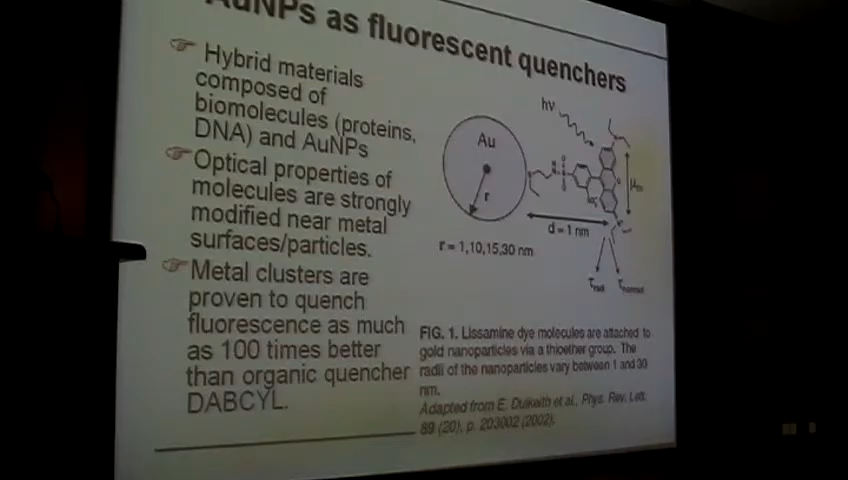 AuNPs as fluorescent quenchers
Hybrid materials
composed of
biomolecules (proteins,
DNA) and AuNPs
Optical properties of
molecules are strongly
modified near metal
surfaces/particles.
Metal clusters are
proven to quench
fluorescence as much
as 100 times better
than organic quencher
DABCYL.
hν
Au
r
d = 1 nm
r = 1,10,15,30 nm
FIG. 1. Lissamine dye molecules are attached to
gold nanoparticles via a thioether group. The
radii of the nanoparticles vary between 1 and 30
nm.
Adapted from E. Dulkeith et al., Phys. Rev. Lett.
89 (20), p. 203002 (2002).